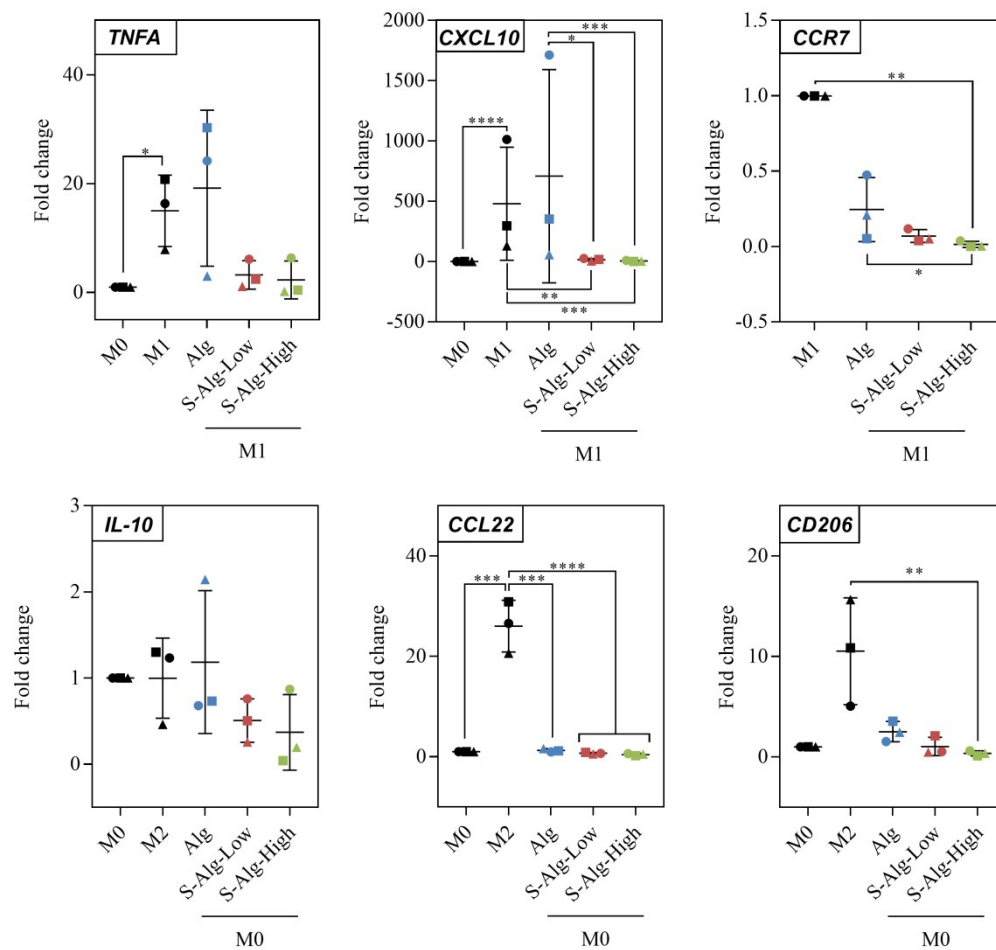 TNFA
Fold change
40
20
0
*
M0
M1
Alg
S-Alg-Low
S-Alg-High
M1
CXCL10
Fold change
2000
1500
1000
500
0
-500
****
***
*
**
***
M0
M1
Alg
S-Alg-Low
S-Alg-High
M1
CCR7
Fold change
1.0
0.5
0.0
-0.5
**
*
M1
Alg
S-Alg-Low
S-Alg-High
M1
IL-10
Fold change
3
2
1
0
M0
M2
Alg
S-Alg-Low
S-Alg-High
M0
CCL22
Fold change
40
20
0
***
***
****
M0
M2
Alg
S-Alg-Low
S-Alg-High
M0
CD206
Fold change
20
10
0
**
M0
M2
Alg
S-Alg-Low
S-Alg-High
M0